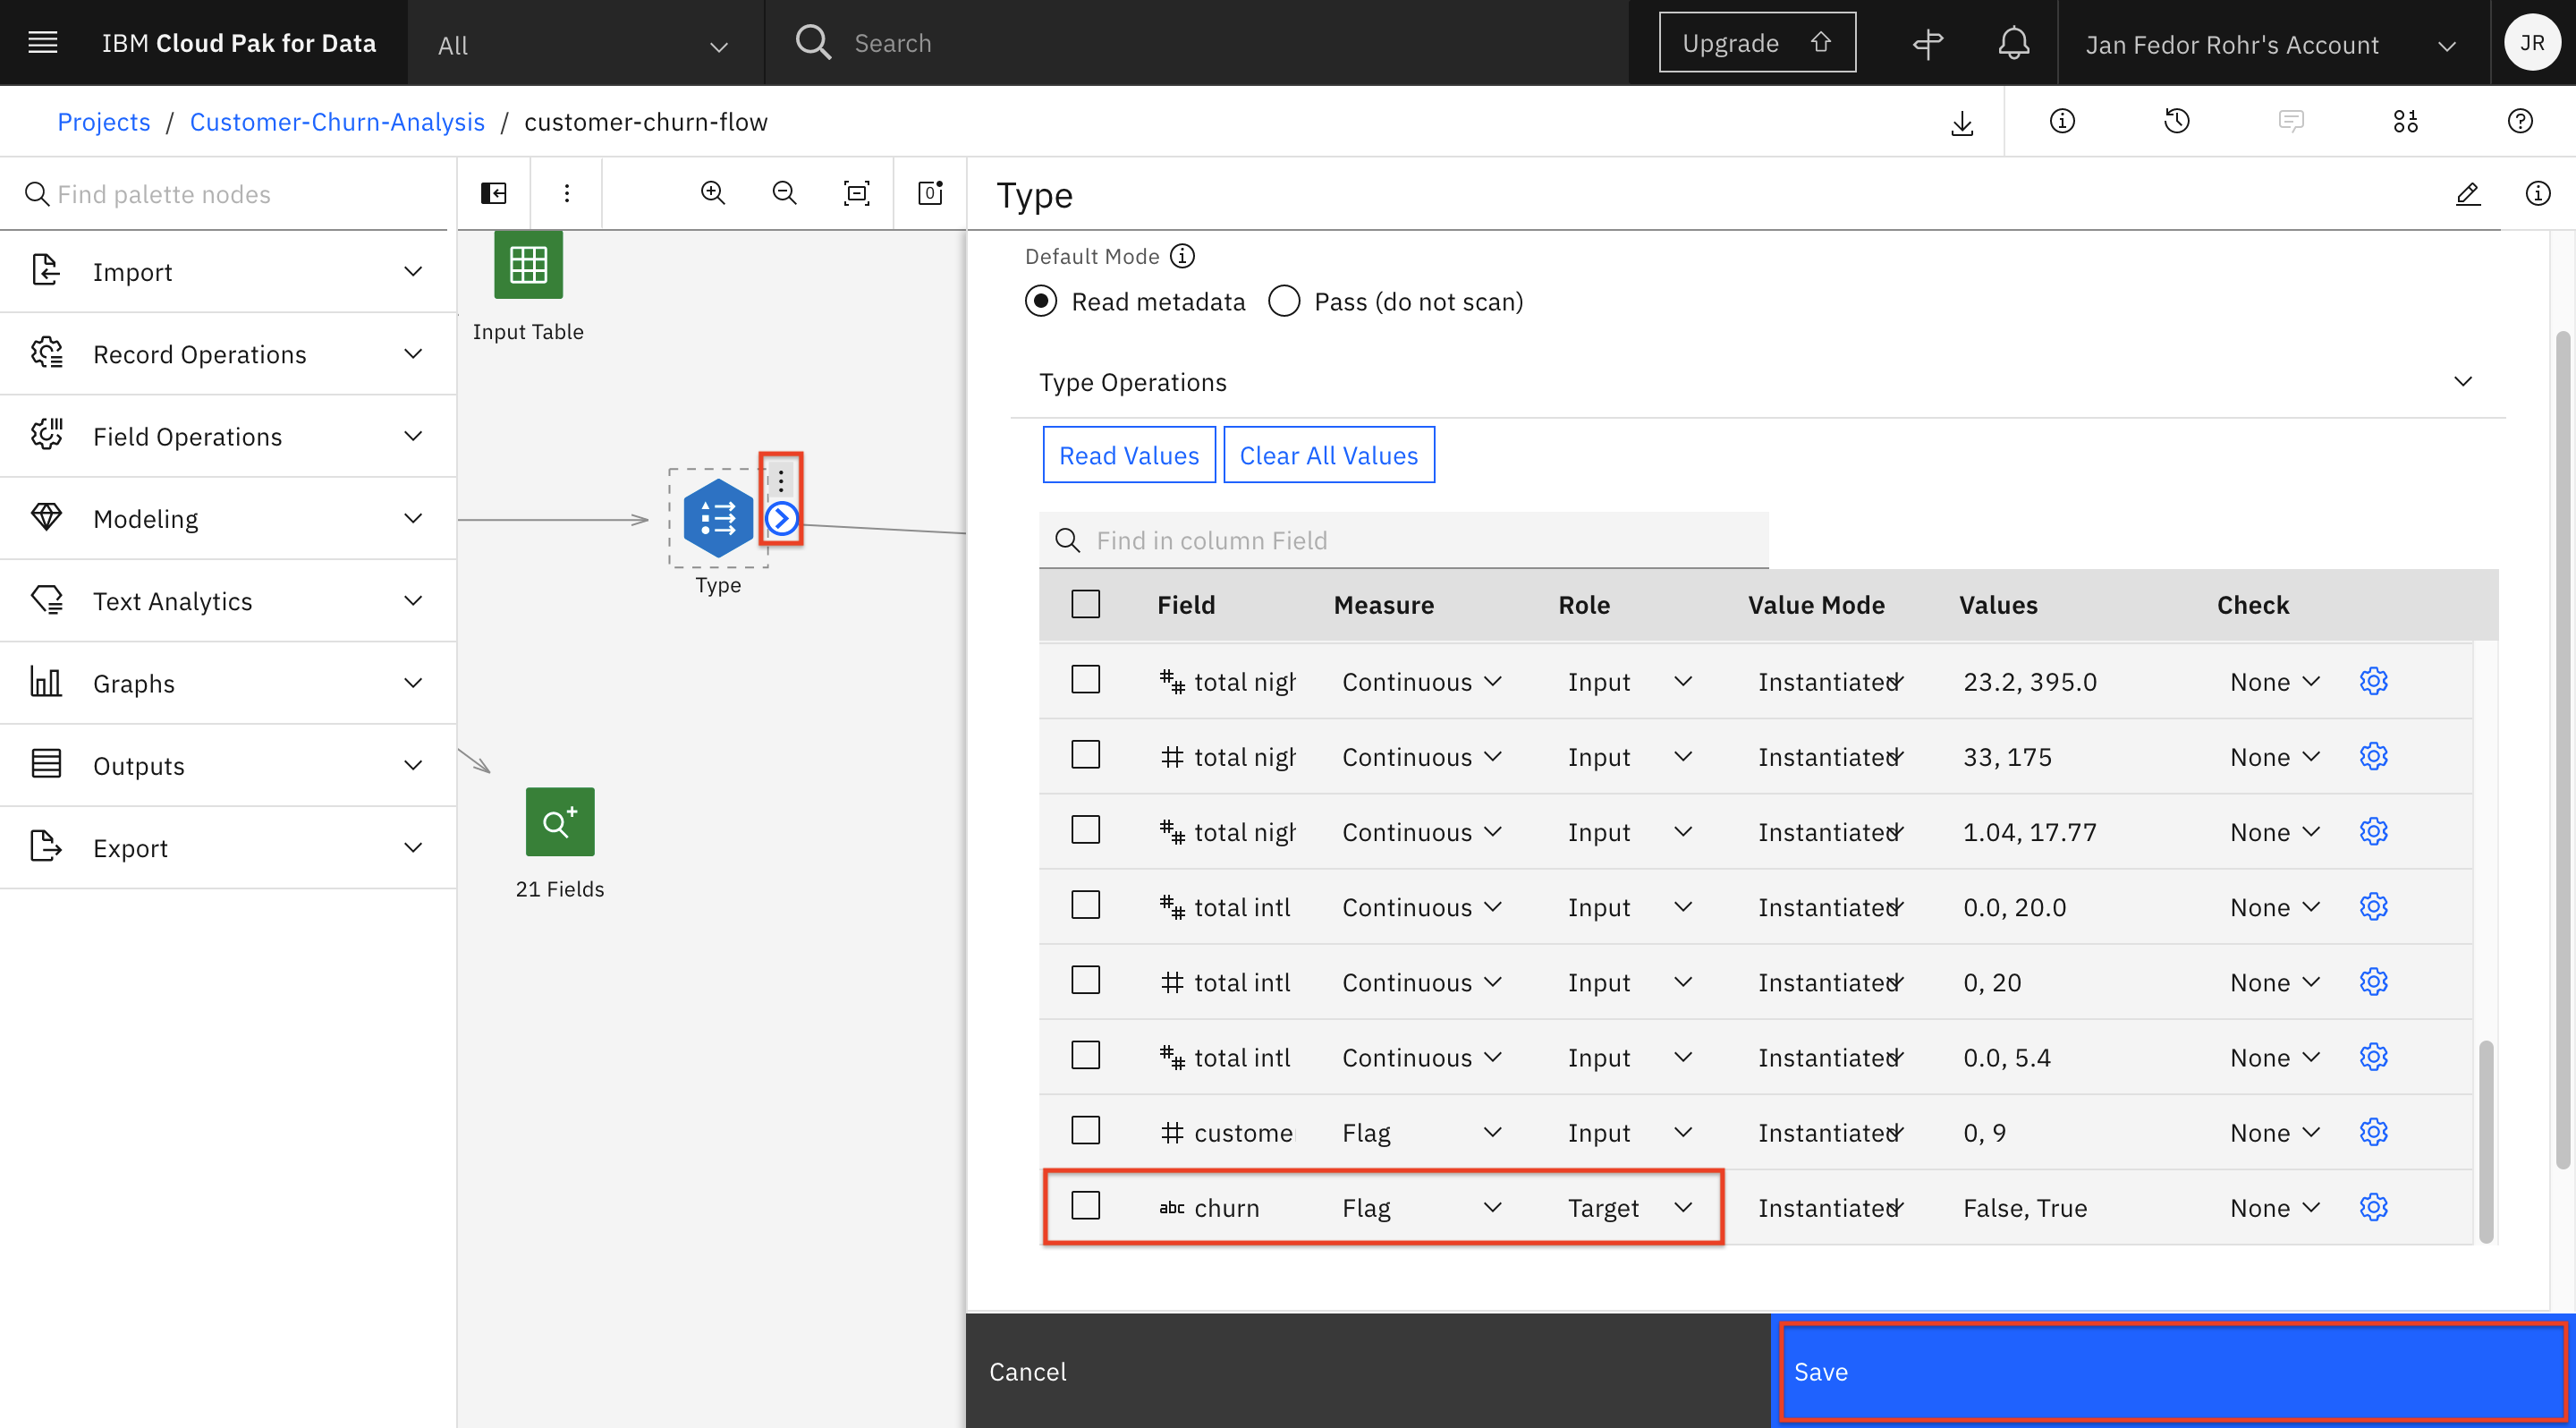 IBM Cloud Pak for Data
All
Search
Upgrade
Jan Fedor Rohr's Account
JR
Projects / Customer-Churn-Analysis / customer-churn-flow
Find palette nodes
Import
Record Operations
Field Operations
Modeling
Text Analytics
Graphs
Outputs
Export
Input Table
Type
21 Fields
Type
Default Mode
Read metadata Pass (do not scan)
Type Operations
Read Values Clear All Values
Find in column Field
Field Measure Role Value Mode Values Check
total nigh Continuous Input Instantiated 23.2, 395.0 None
# total nigh Continuous Input Instantiated 33, 175 None
total nigh Continuous Input Instantiated 1.04, 17.77 None
total intl Continuous Input Instantiated 0.0, 20.0 None
# total intl Continuous Input Instantiated 0, 20 None
total intl Continuous Input Instantiated 0.0, 5.4 None
# custome Flag Input Instantiated 0, 9 None
abc churn Flag Target Instantiated False, True None
Cancel
Save